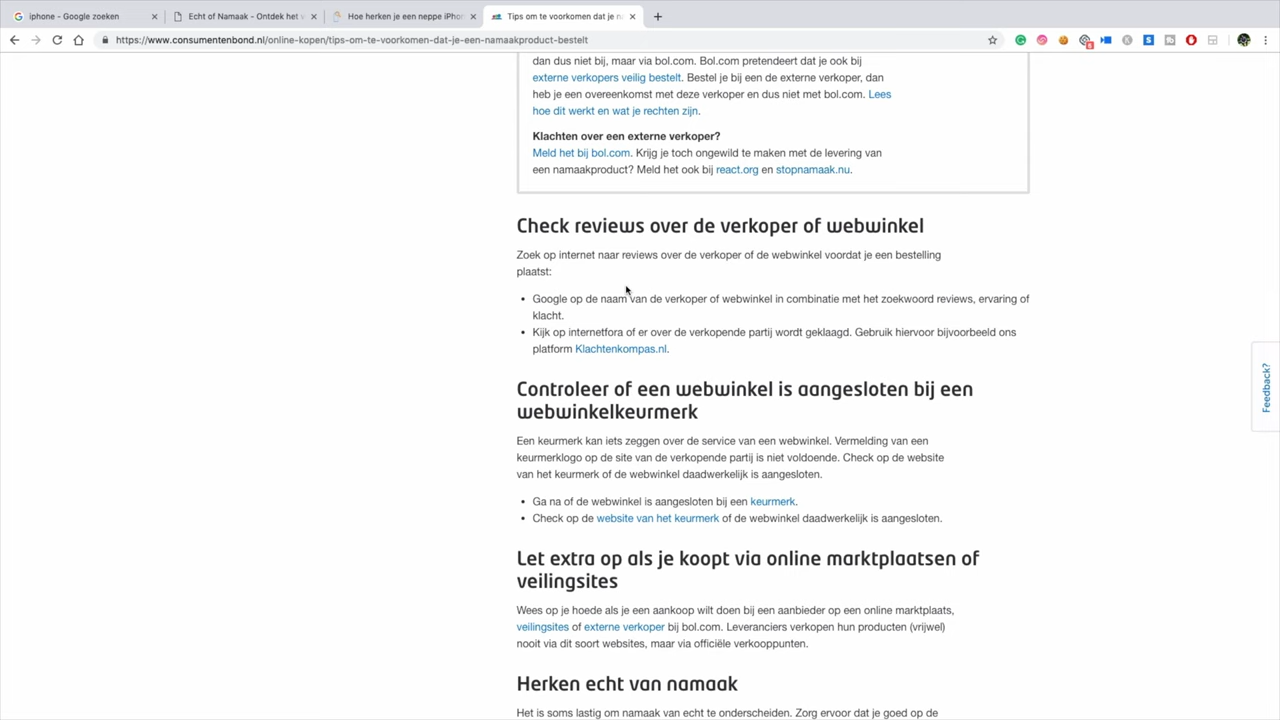 iphone - Google zoeken
Echt of Namaak - Ontdek het v
Hoe herken je een neppe iPhon
Tips om te voorkomen dat je n
https://www.consumentenbond.nl/online-kopen/tips-om-te-voorkomen-dat-je-een-namaakproduct-bestelt
dan dus niet bij, maar via bol.com. Bol.com pretendeert dat je ook bij
externe verkopers veilig bestelt. Bestel je bij een de externe verkoper, dan
heb je een overeenkomst met deze verkoper en dus niet met bol.com. Lees
hoe dit werkt en wat je rechten zijn.
Klachten over een externe verkoper?
Meld het bij bol.com. Krijg je toch ongewild te maken met de levering van
een namaakproduct? Meld het ook bij react.org en stopnamaak.nu.
Check reviews over de verkoper of webwinkel
Zoek op internet naar reviews over de verkoper of de webwinkel voordat je een bestelling
plaatst:
• Google op de naam van de verkoper of webwinkel in combinatie met het zoekwoord reviews, ervaring of
klacht.
• Kijk op internetfora of er over de verkopende partij wordt geklaagd. Gebruik hiervoor bijvoorbeeld ons
platform Klachtenkompas.nl.
Controleer of een webwinkel is aangesloten bij een
webwinkelkeurmerk
Een keurmerk kan iets zeggen over de service van een webwinkel. Vermelding van een
keurmerklogo op de site van de verkopende partij is niet voldoende. Check op de website
van het keurmerk of de webwinkel daadwerkelijk is aangesloten.
• Ga na of de webwinkel is aangesloten bij een keurmerk.
• Check op de website van het keurmerk of de webwinkel daadwerkelijk is aangesloten.
Let extra op als je koopt via online marktplaatsen of
veilingsites
Wees op je hoede als je een aankoop wilt doen bij een aanbieder op een online marktplaats,
veilingsites of externe verkoper bij bol.com. Leveranciers verkopen hun producten (vrijwel)
nooit via dit soort websites, maar via officiële verkooppunten.
Herken echt van namaak
Het is soms lastig om namaak van echt te onderscheiden. Zorg ervoor dat je goed op de
Feedback?